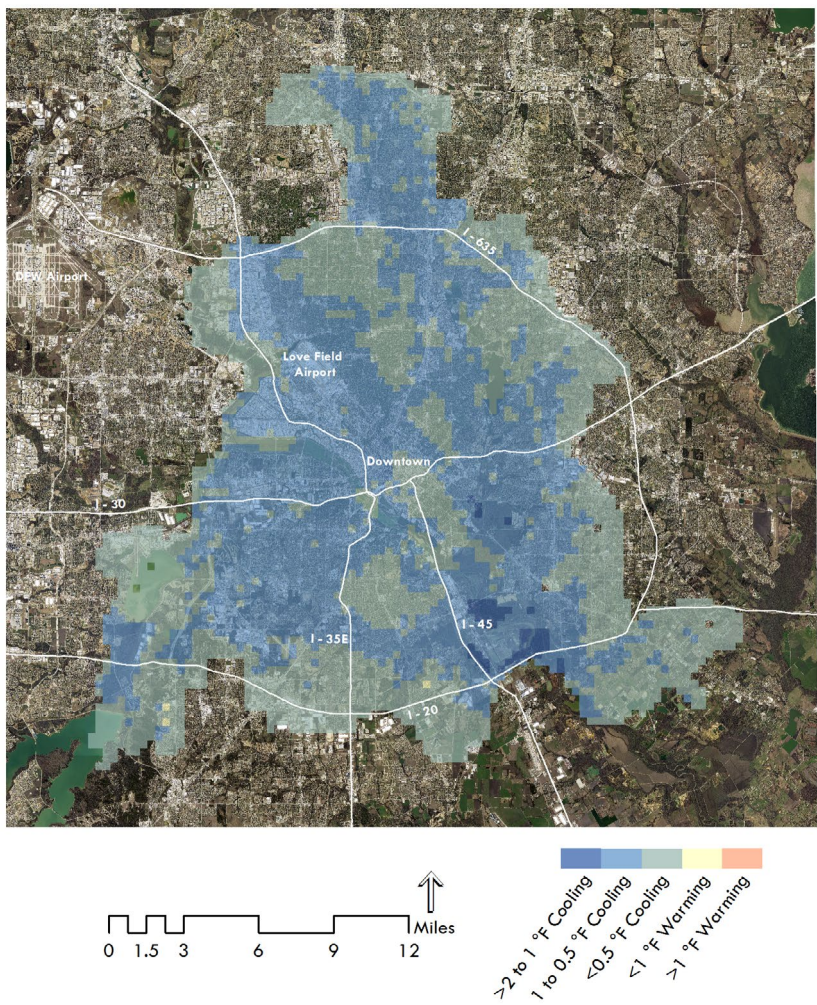 I - 635
DFW Airport
Love Field
Airport
Downtown
I - 30
I - 35E
I - 45
I - 20
Miles
0 1.5 3 6 9 12
>2 to 1 °F Cooling
1 to 0.5 °F Cooling
<0.5 °F Cooling
<1 °F Warming
>1 °F Warming